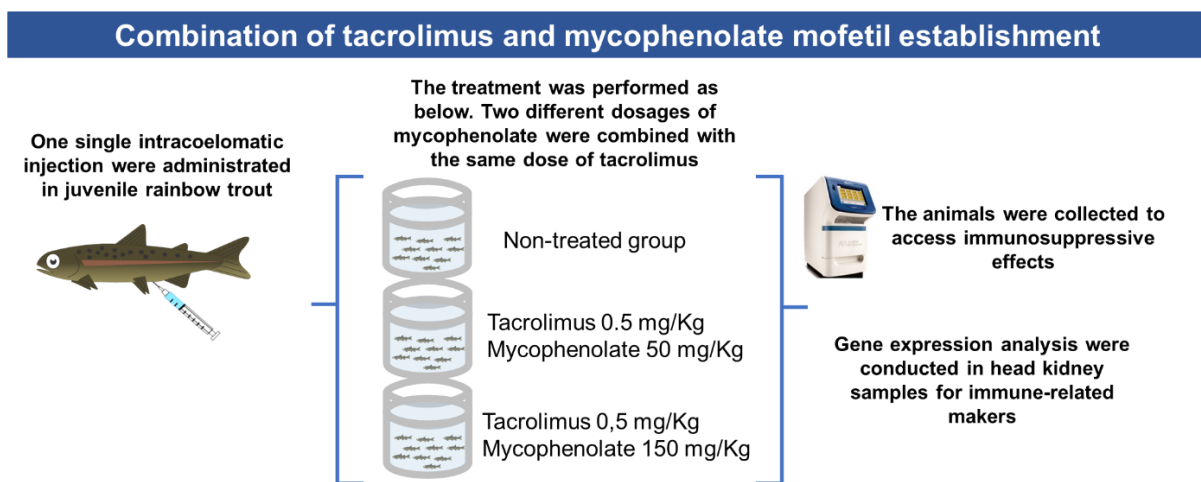 Combination of tacrolimus and mycophenolate mofetil establishment
One single intracoelomatic
injection were administrated
in juvenile rainbow trout
The treatment was performed as
below. Two different dosages of
mycophenolate were combined with
the same dose of tacrolimus
Non-treated group
Tacrolimus 0.5 mg/Kg
Mycophenolate 50 mg/Kg
Tacrolimus 0,5 mg/Kg
Mycophenolate 150 mg/Kg
The animals were collected to
access immunosuppressive
effects
Gene expression analysis were
conducted in head kidney
samples for immune-related
makers